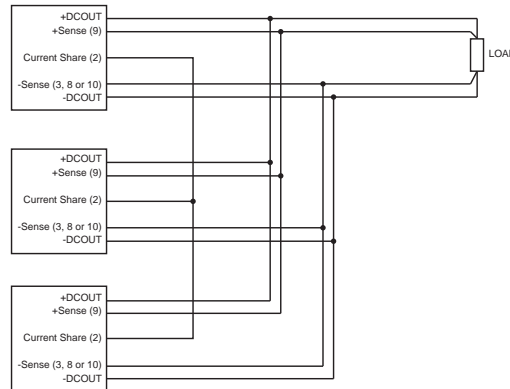 +DCOUT
+Sense (9)
Current Share (2)
-Sense (3, 8 or 10)
-DCOUT
+DCOUT
+Sense (9)
Current Share (2)
-Sense (3, 8 or 10)
-DCOUT
+DCOUT
+Sense (9)
Current Share (2)
-Sense (3, 8 or 10)
-DCOUT